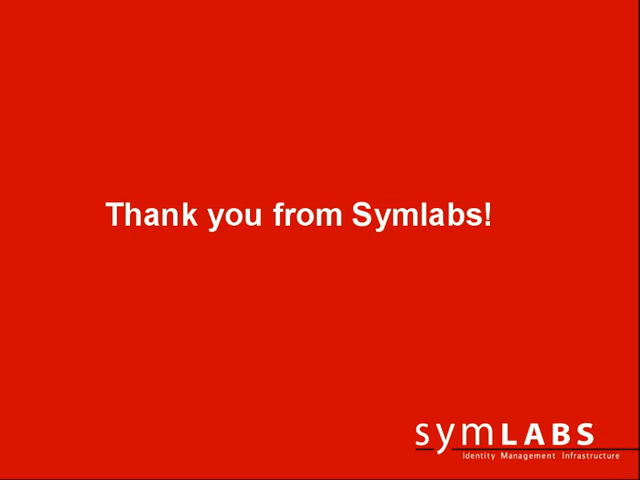 Thank you from Symlabs!
symLABS
Identity Management Infrastructure